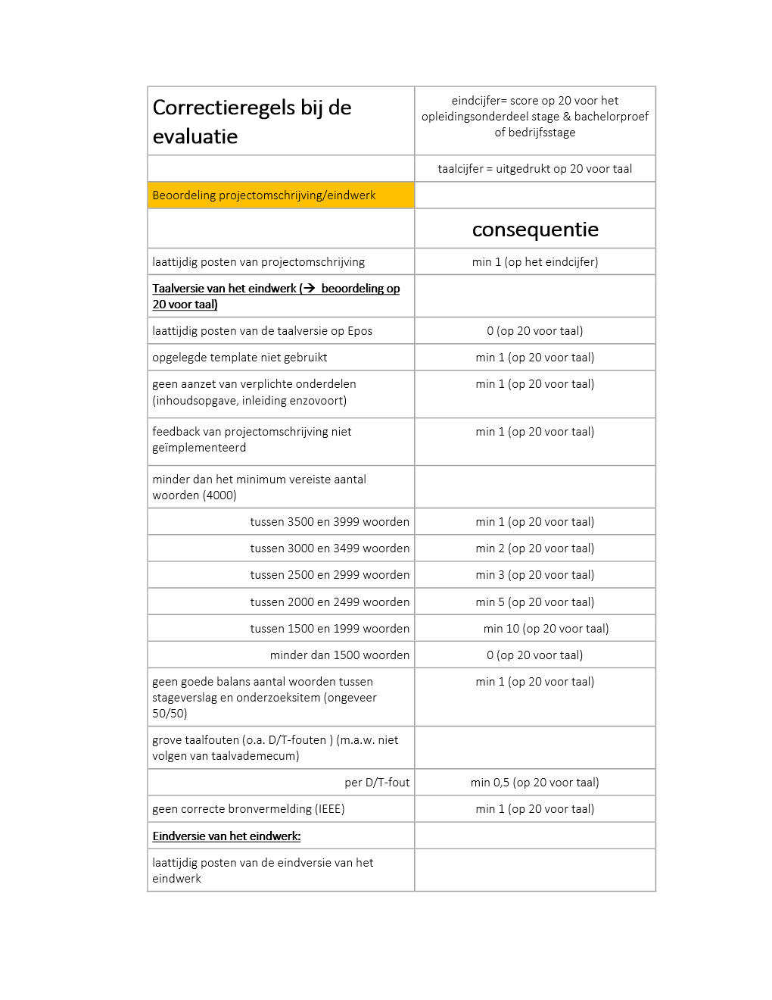 Correctieregels bij de
evaluatie
eindcijfer= score op 20 voor het
opleidingsonderdeel stage & bachelorproef
of bedrijfsstage
taalcijfer = uitgedrukt op 20 voor taal
Beoordeling projectomschrijving/eindwerk
consequentie
laattijdig posten van projectomschrijving
min 1 (op het eindcijfer)
Taalversie van het eindwerk (→ beoordeling op
20 voor taal)
laattijdig posten van de taalversie op Epos
0 (op 20 voor taal)
opgelegde template niet gebruikt
min 1 (op 20 voor taal)
geen aanzet van verplichte onderdelen
(inhoudsopgave, inleiding enzovoort)
min 1 (op 20 voor taal)
feedback van projectomschrijving niet
geïmplementeerd
min 1 (op 20 voor taal)
minder dan het minimum vereiste aantal
woorden (4000)
tussen 3500 en 3999 woorden
min 1 (op 20 voor taal)
tussen 3000 en 3499 woorden
min 2 (op 20 voor taal)
tussen 2500 en 2999 woorden
min 3 (op 20 voor taal)
tussen 2000 en 2499 woorden
min 5 (op 20 voor taal)
tussen 1500 en 1999 woorden
min 10 (op 20 voor taal)
minder dan 1500 woorden
0 (op 20 voor taal)
geen goede balans aantal woorden tussen
stageverslag en onderzoeksitem (ongeveer
50/50)
min 1 (op 20 voor taal)
grove taalfouten (o.a. D/T-fouten ) (m.a.w. niet
volgen van taalvademecum)
per D/T-fout
min 0,5 (op 20 voor taal)
geen correcte bronvermelding (IEEE)
min 1 (op 20 voor taal)
Eindversie van het eindwerk:
laattijdig posten van de eindversie van het
eindwerk